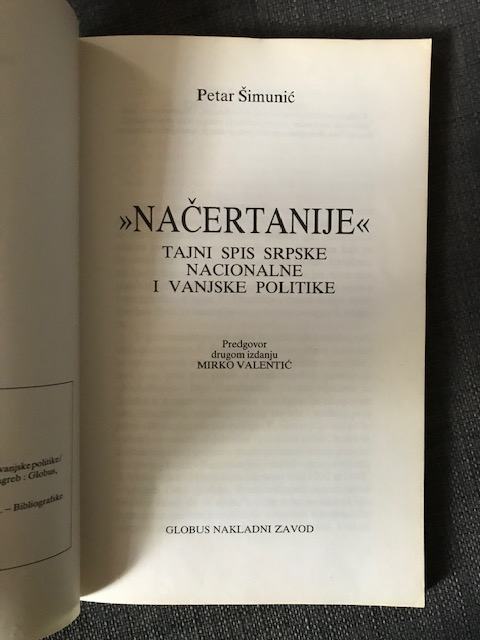 Petar Šimunić
»NAČERTANIJE«
TAJNI SPIS SRPSKE
NACIONALNE
I VANJSKE POLITIKE
Predgovor
drugom izdanju
MIRKO VALENTIĆ
GLOBUS NAKLADNI ZAVOD
vanjske politike/
greb : Globus,
. – Bibliografske